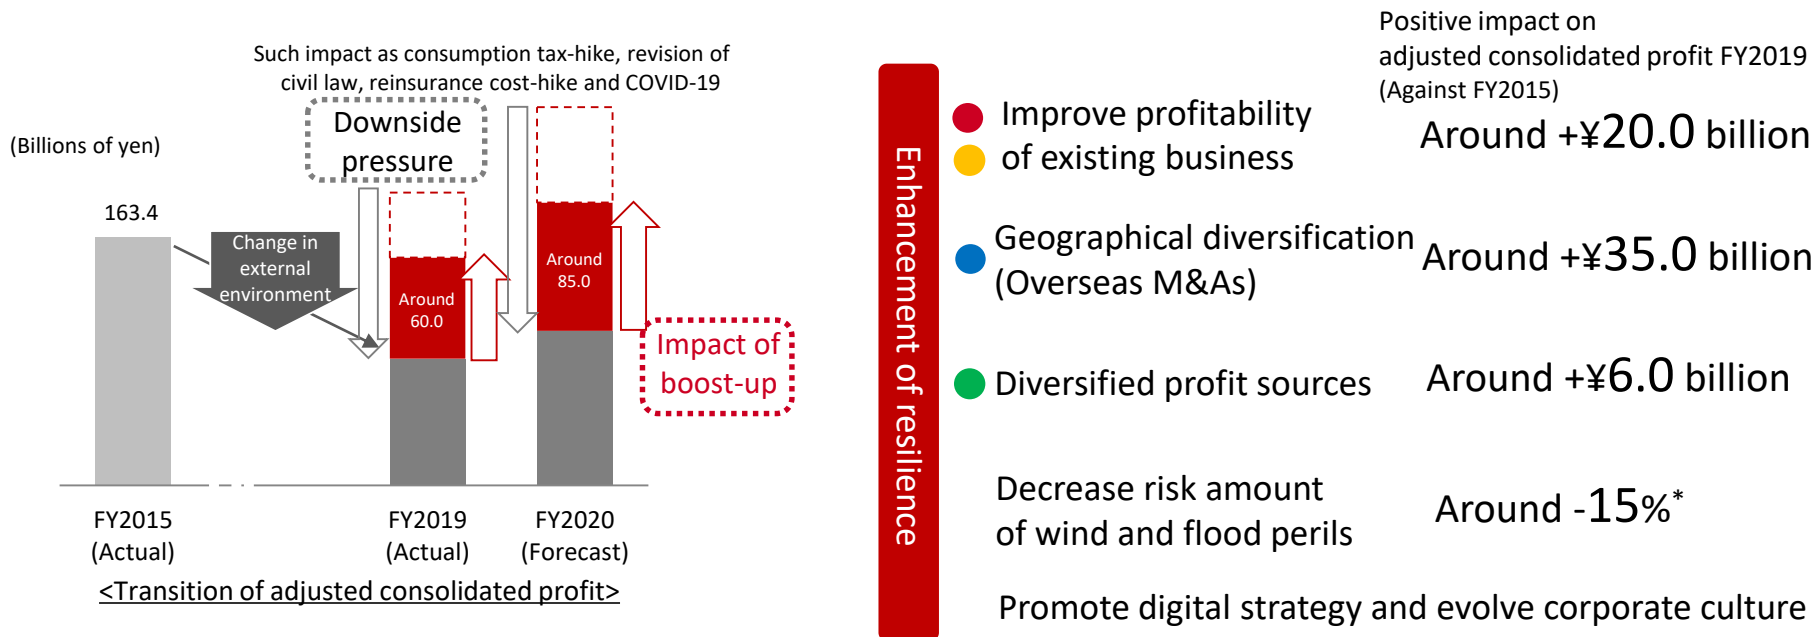 Such impact as consumption tax-hike, revision of
civil law, reinsurance cost-hike and COVID-19
Downside
pressure
(Billions of yen)
163.4
Change in
external
environment
Around
60.0
Around
85.0
Impact of
boost-up
FY2015
(Actual)
FY2019
(Actual)
FY2020
(Forecast)
<Transition of adjusted consolidated profit>
Enhancement of resilience
Positive impact on
adjusted consolidated profit FY2019
(Against FY2015)
Improve profitability
of existing business
Around +¥20.0 billion
Geographical diversification
(Overseas M&As)
Around +¥35.0 billion
Diversified profit sources
Around +¥6.0 billion
Decrease risk amount
of wind and flood perils
Around -15%*
Promote digital strategy and evolve corporate culture